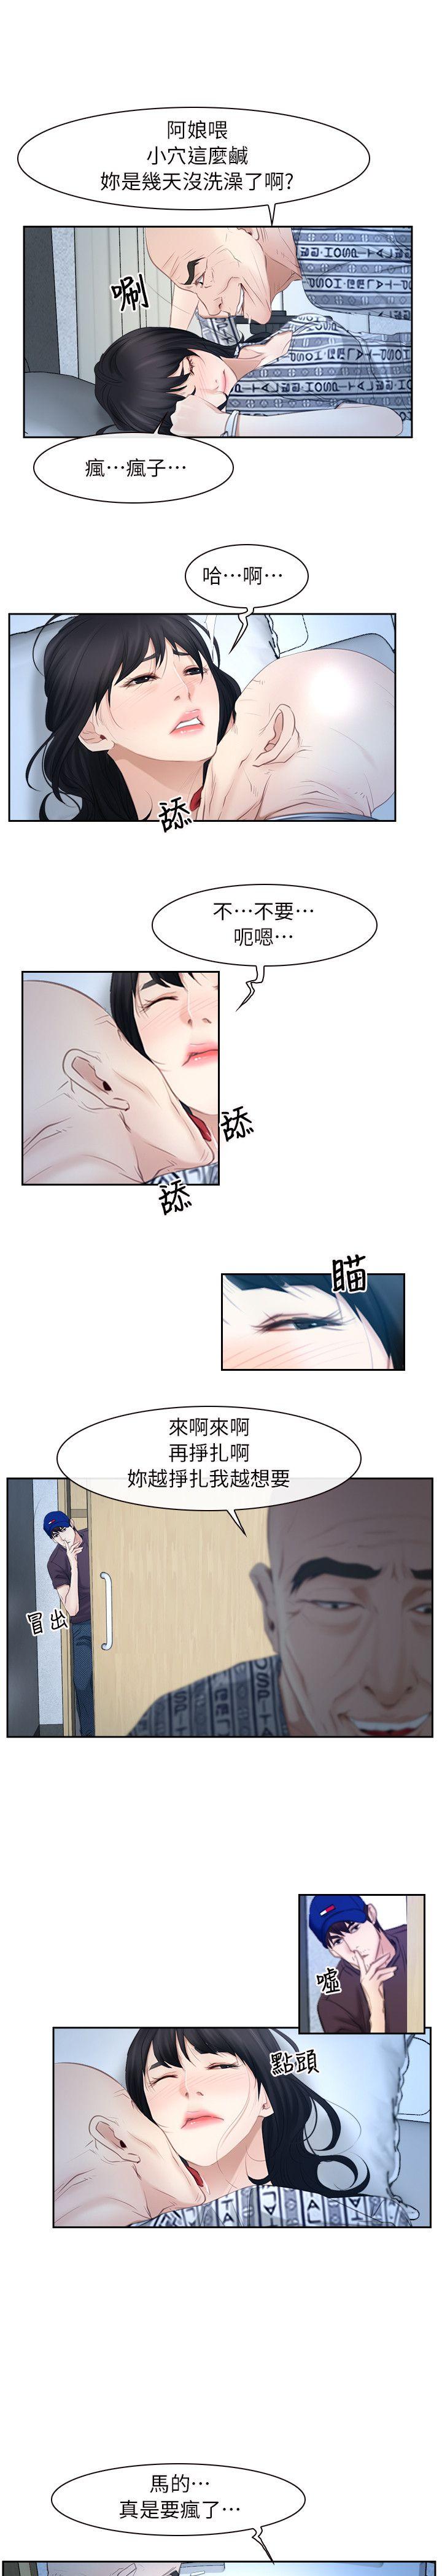 阿娘喂
小穴這麼鹹
妳是幾天沒洗澡了啊?
唰
瘋⋯瘋子⋯
哈⋯啊⋯
舔
不⋯不要⋯
呃嗯⋯
舔
舔
瞄
來啊來啊
再掙扎啊
妳越掙扎我越想要
冒出
噓
點頭
馬的⋯
真是要瘋了⋯